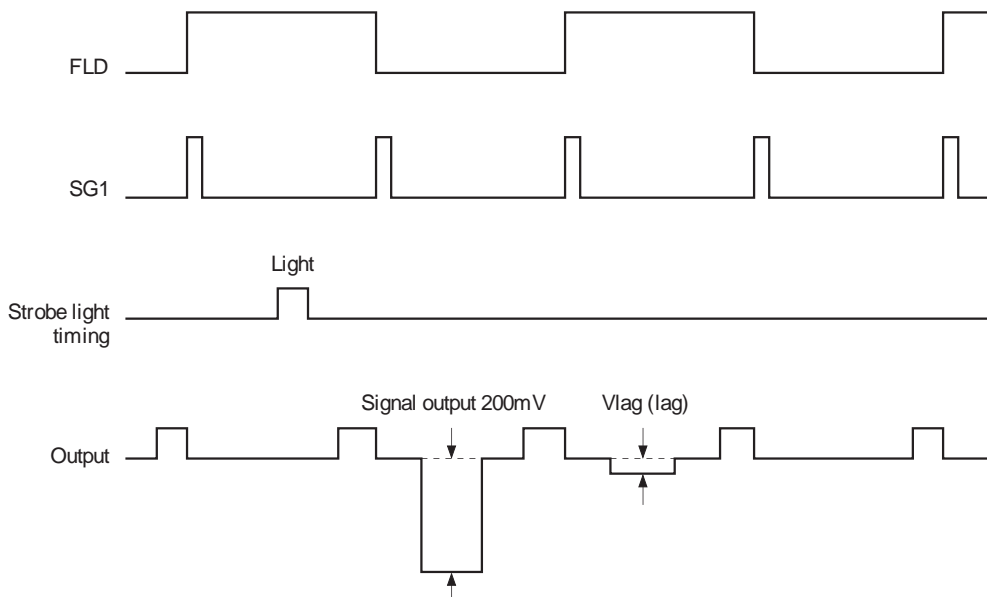 FLD
SG1
Light
Strobe light
timing
Signal output 200mV
Vlag (lag)
Output